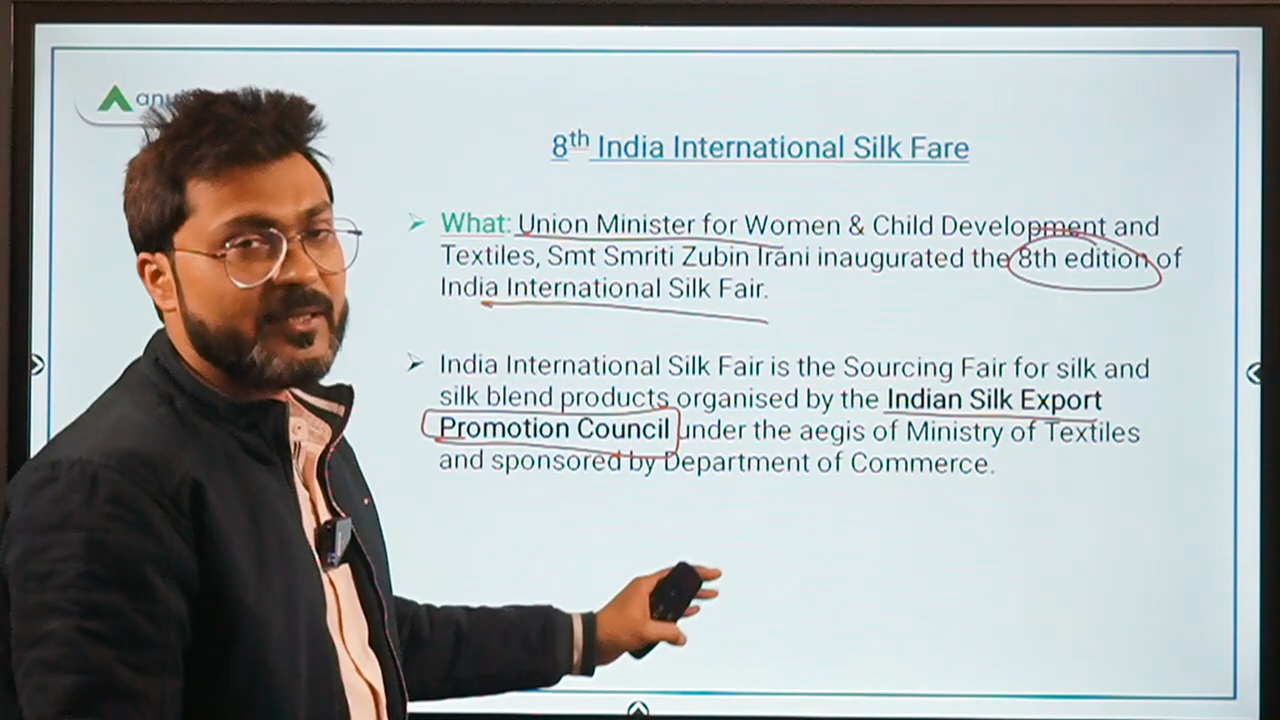 8th India International Silk Fare
What: Union Minister for Women & Child Development and
Textiles, Smt Smriti Zubin Irani inaugurated the 8th edition of
India International Silk Fair.
India International Silk Fair is the Sourcing Fair for silk and
silk blend products organised by the Indian Silk Export
Promotion Council under the aegis of Ministry of Textiles
and sponsored by Department of Commerce.